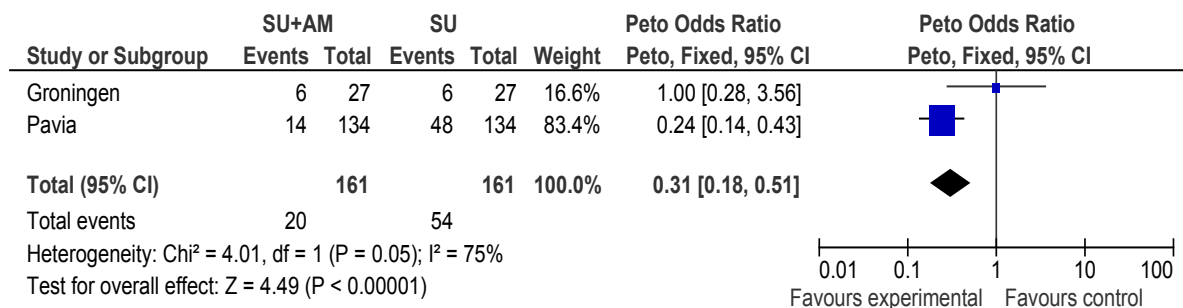 SU+AM SU Peto Odds Ratio Peto Odds Ratio
Study or Subgroup Events Total Events Total Weight Peto, Fixed, 95% CI Peto, Fixed, 95% CI
Groningen 6 27 6 27 16.6% 1.00 [0.28, 3.56]
Pavia 14 134 48 134 83.4% 0.24 [0.14, 0.43]
Total (95% CI) 161 161 100.0% 0.31 [0.18, 0.51]
Total events 20 54
Heterogeneity: Chi² = 4.01, df = 1 (P = 0.05); I² = 75%
Test for overall effect: Z = 4.49 (P < 0.00001)
0.01 0.1 1 10 100
Favours experimental Favours control